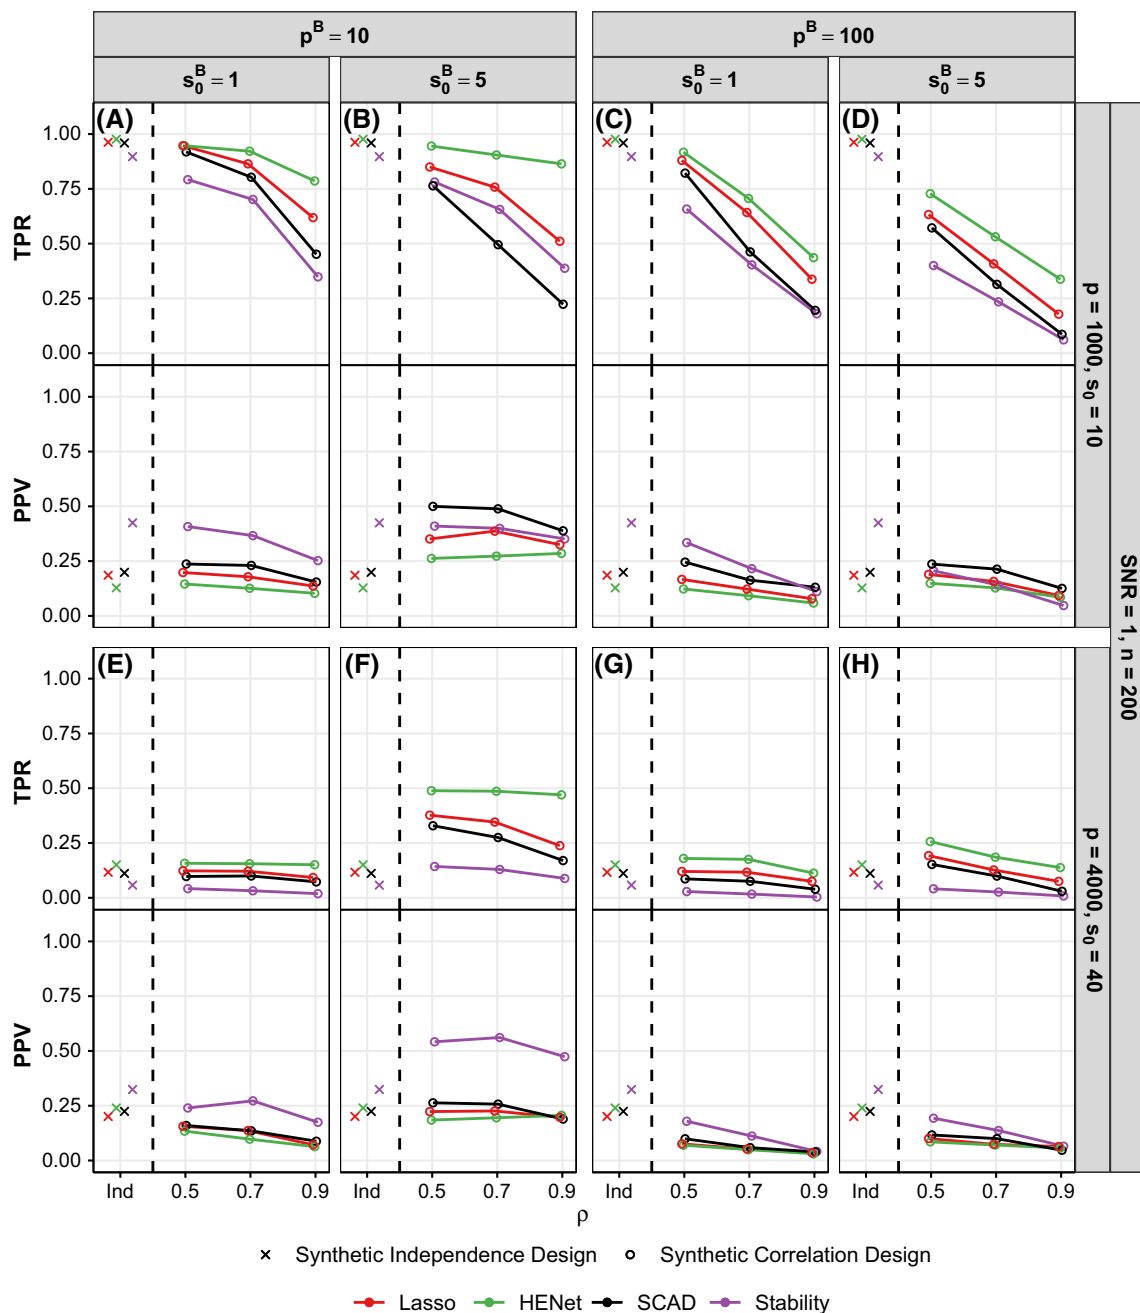 p^B = 10
p^B = 100
s_0^B = 1
s_0^B = 5
s_0^B = 1
s_0^B = 5
(A)
(B)
(C)
(D)
TPR
1.00
0.75
0.50
0.25
0.00
PPV
1.00
0.75
0.50
0.25
0.00
p = 1000, s_0 = 10
SNR = 1, n = 200
(E)
(F)
(G)
(H)
TPR
1.00
0.75
0.50
0.25
0.00
PPV
1.00
0.75
0.50
0.25
0.00
p = 4000, s_0 = 40
Ind 0.5 0.7 0.9
Ind 0.5 0.7 0.9
Ind 0.5 0.7 0.9
Ind 0.5 0.7 0.9
ρ
Synthetic Independence Design
Synthetic Correlation Design
Lasso HENet SCAD Stability